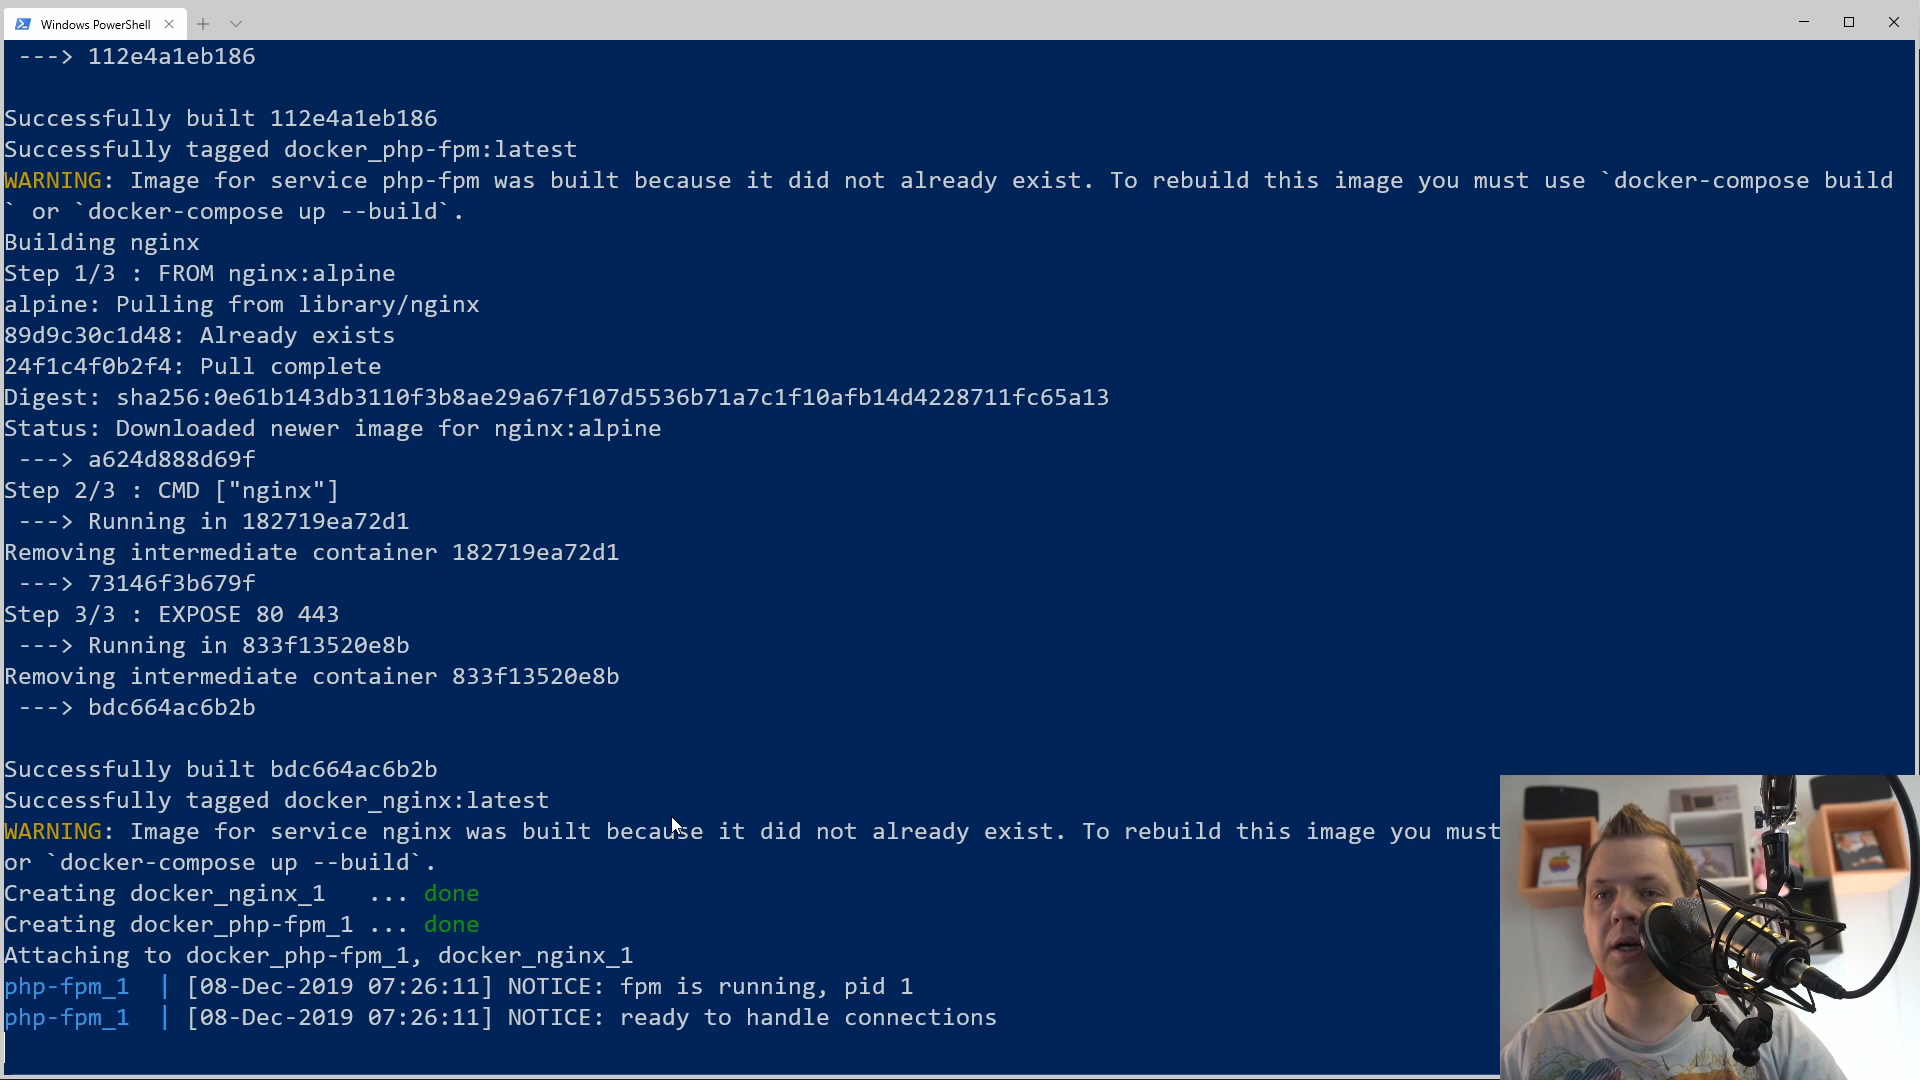 Windows PowerShell
---> 112e4a1eb186
Successfully built 112e4a1eb186
Successfully tagged docker_php-fpm:latest
WARNING: Image for service php-fpm was built because it did not already exist. To rebuild this image you must use `docker-compose build
` or `docker-compose up --build`.
Building nginx
Step 1/3 : FROM nginx:alpine
alpine: Pulling from library/nginx
89d9c30c1d48: Already exists
24f1c4f0b2f4: Pull complete
Digest: sha256:0e61b143db3110f3b8ae29a67f107d5536b71a7c1f10afb14d4228711fc65a13
Status: Downloaded newer image for nginx:alpine
---> a624d888d69f
Step 2/3 : CMD ["nginx"]
---> Running in 182719ea72d1
Removing intermediate container 182719ea72d1
---> 73146f3b679f
Step 3/3 : EXPOSE 80 443
---> Running in 833f13520e8b
Removing intermediate container 833f13520e8b
---> bdc664ac6b2b
Successfully built bdc664ac6b2b
Successfully tagged docker_nginx:latest
WARNING: Image for service nginx was built because it did not already exist. To rebuild this image you must
or `docker-compose up --build`.
Creating docker_nginx_1 ... done
Creating docker_php-fpm_1 ... done
Attaching to docker_php-fpm_1, docker_nginx_1
php-fpm_1 | [08-Dec-2019 07:26:11] NOTICE: fpm is running, pid 1
php-fpm_1 | [08-Dec-2019 07:26:11] NOTICE: ready to handle connections